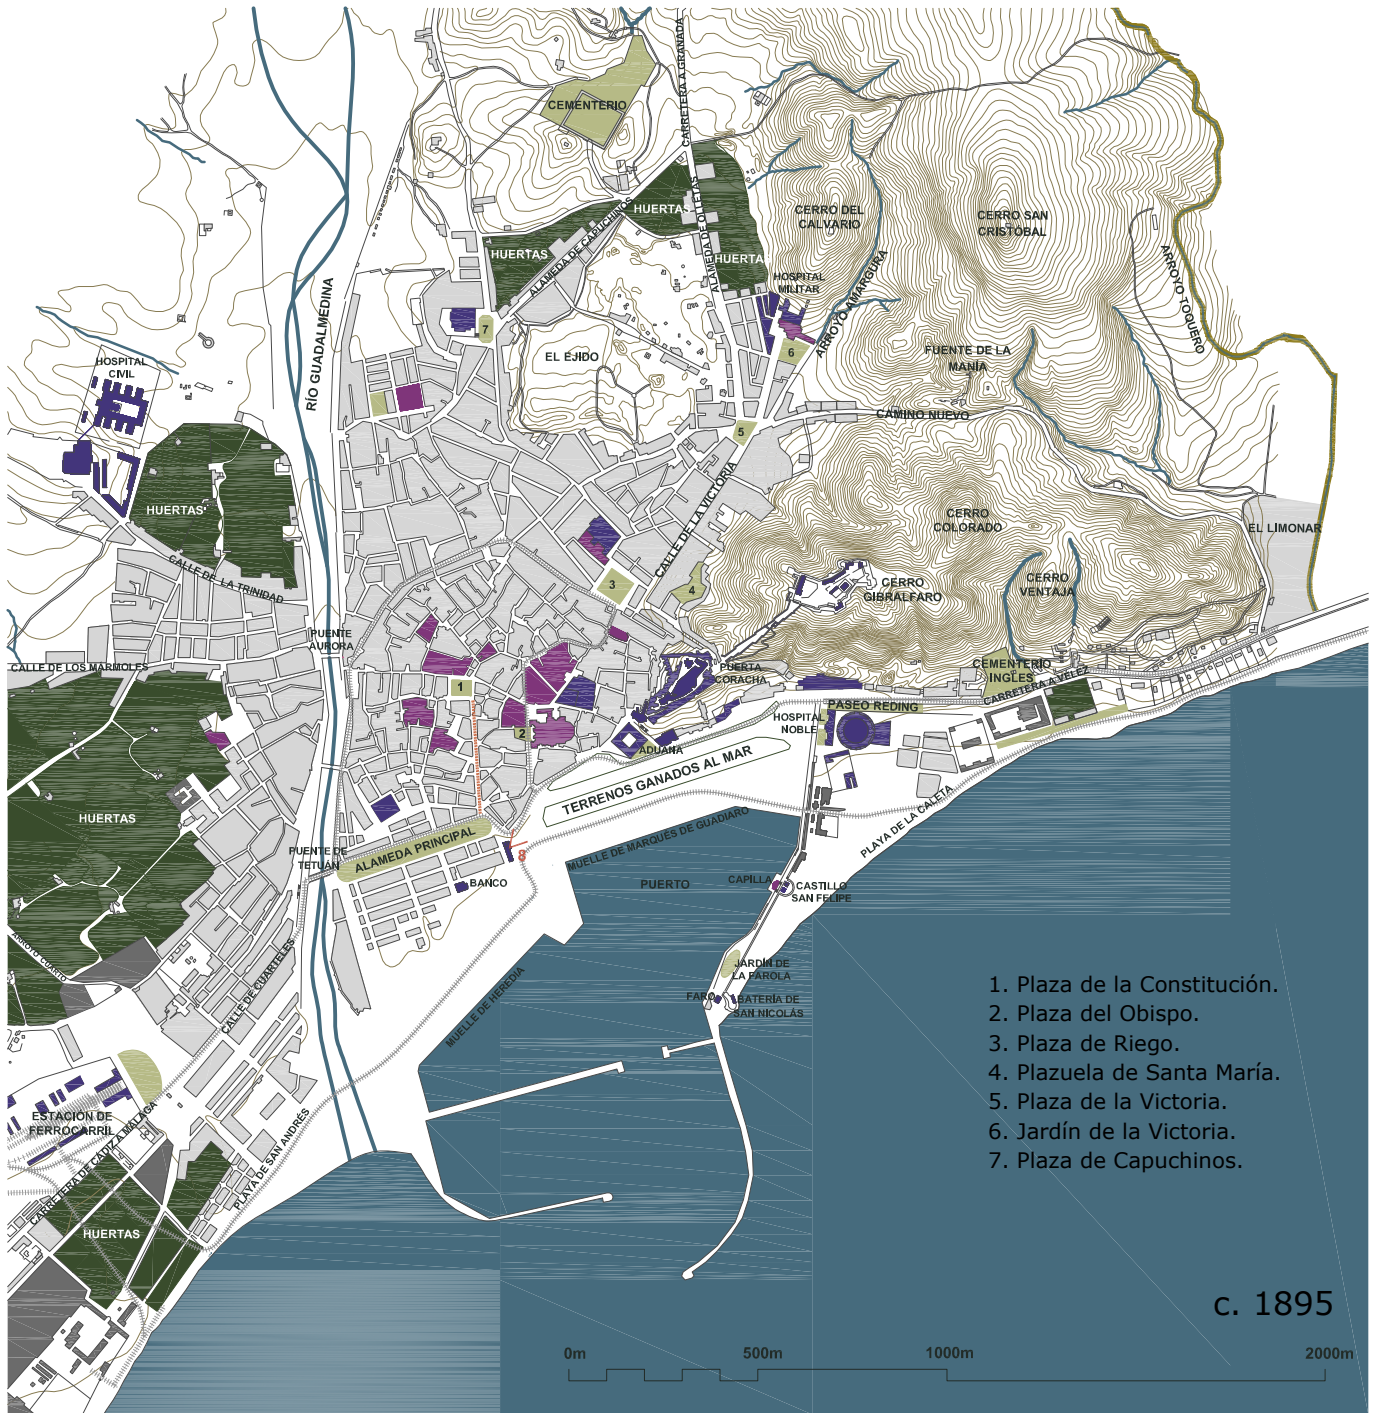 CEMENTERIO
CARRETERA A GRANADA
HUERTAS
ALAMEDA DE OLLETAS
CERRO DEL
CALVARIO
CERRO SAN
CRISTÓBAL
HUERTAS
ALAMEDA DE CAPUCHINOS
HUERTAS
HOSPITAL
MILITAR
ARROYO AMARGURA
ARROYO TOQUERO
RÍO GUADALMEDINA
7
EL EJIDO
6
FUENTE DE LA
MANÍA
HOSPITAL
CIVIL
CAMINO NUEVO
5
CALLE DE LA VICTORIA
HUERTAS
CERRO
COLORADO
EL LIMONAR
CALLE DE LA TRINIDAD
3
4
CERRO
GIBRALFARO
CERRO
VENTAJA
PUENTE
AURORA
CALLE DE LOS MARMOLES
PUERTA
CORACHA
CEMENTERIO
INGLES
CARRETERA A VELEZ
1
PASEO REDING
HOSPITAL
NOBLE
2
ADUANA
TERRENOS GANADOS AL MAR
HUERTAS
PLAYA DE LA CALETA
ALAMEDA PRINCIPAL
MUELLE DE MARQUÉS DE GUADIARO
PUENTE DE
TETUÁN
8
BANCO
PUERTO
CAPILLA
CASTILLO
SAN FELIPE
ARROYO CUARTO
CALLE DE CUARTELES
MUELLE DE HEREDIA
JARDÍN DE
LA FAROLA
FARO
BATERÍA DE
SAN NICOLÁS
1. Plaza de la Constitución.
2. Plaza del Obispo.
3. Plaza de Riego.
4. Plazuela de Santa María.
5. Plaza de la Victoria.
6. Jardín de la Victoria.
7. Plaza de Capuchinos.
ESTACIÓN DE
FERROCARRIL
CARRETERA DE CÁDIZ A MÁLAGA
PLAYA DE SAN ANDRÉS
HUERTAS
c. 1895
0m 500m 1000m 2000m